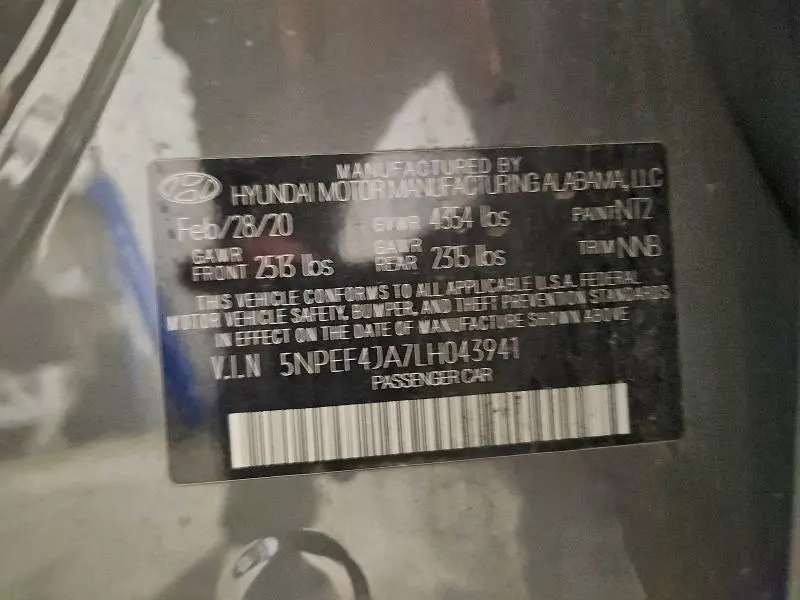 MANUFACTURED BY
HYUNDAI MOTOR MANUFACTURING ALABAMA, LLC
Feb/28/20 GVWR 4354 lbs PAINT NT2
GAWR FRONT 2513 lbs GAWR REAR 2315 lbs TRIM NNB
THIS VEHICLE CONFORMS TO ALL APPLICABLE U.S.A. FEDERAL
MOTOR VEHICLE SAFETY, BUMPER, AND THEFT PREVENTION STANDARDS
IN EFFECT ON THE DATE OF MANUFACTURE SHOWN ABOVE
V.I.N 5NPEF4JA7LH043941
PASSENGER CAR